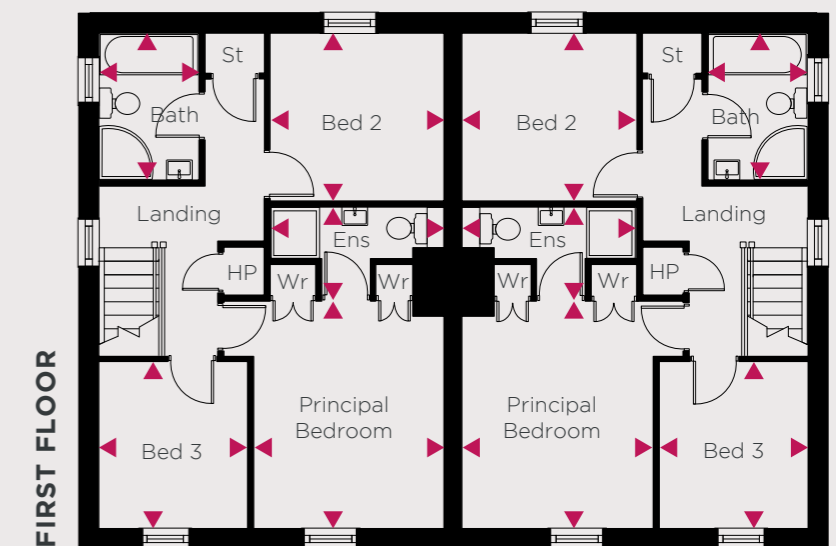 St
St
Bath
Bed 2
Bed 2
Bath
Landing
Ens
Ens
Landing
HP
Wr
Wr
Wr
Wr
HP
Principal
Bedroom
Principal
Bedroom
Bed 3
Bed 3
FIRST FLOOR